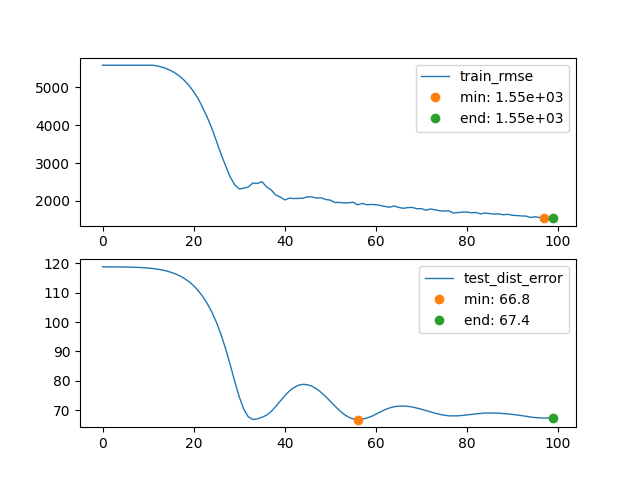 5000
4000
3000
2000
train_rmse
min: 1.55e+03
end: 1.55e+03
0 20 40 60 80 100
120
110
100
90
80
70
test_dist_error
min: 66.8
end: 67.4
0 20 40 60 80 100